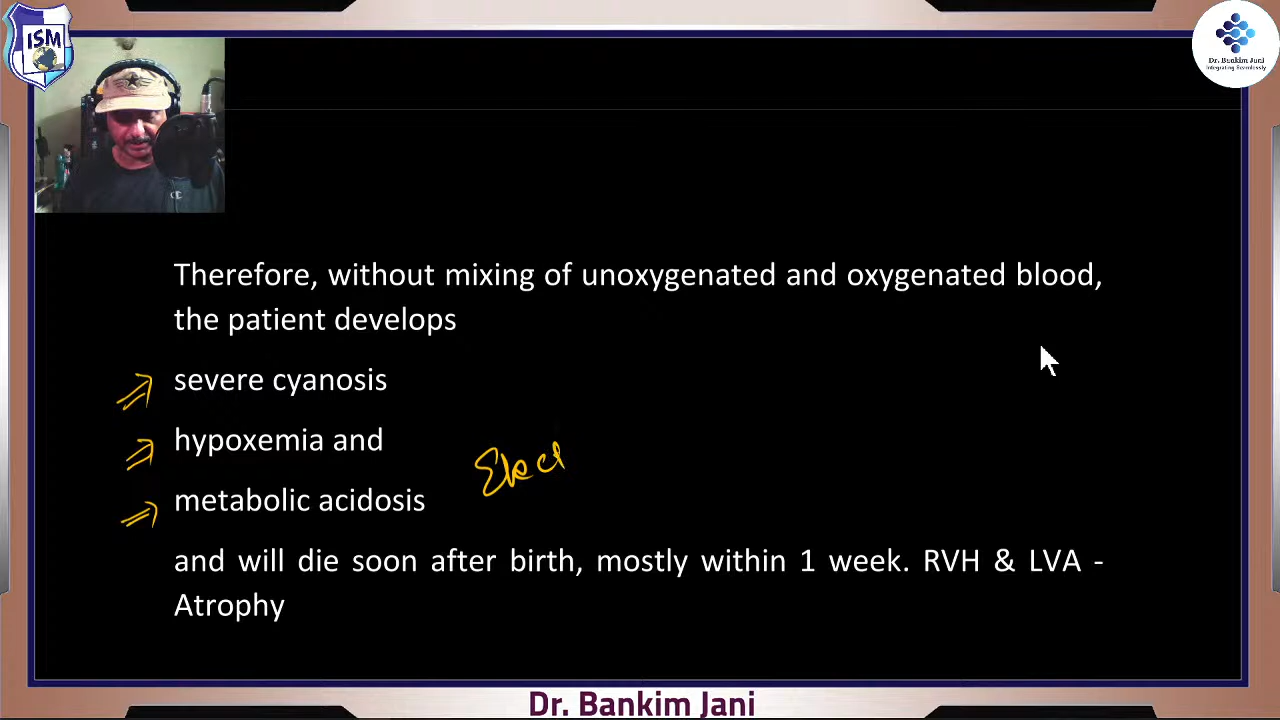 ISM
Dr. Bankim Jani
Integrating Seamlessly
Therefore, without mixing of unoxygenated and oxygenated blood,
the patient develops
severe cyanosis
hypoxemia and
metabolic acidosis
and will die soon after birth, mostly within 1 week. RVH & LVA -
Atrophy
Dr. Bankim Jani